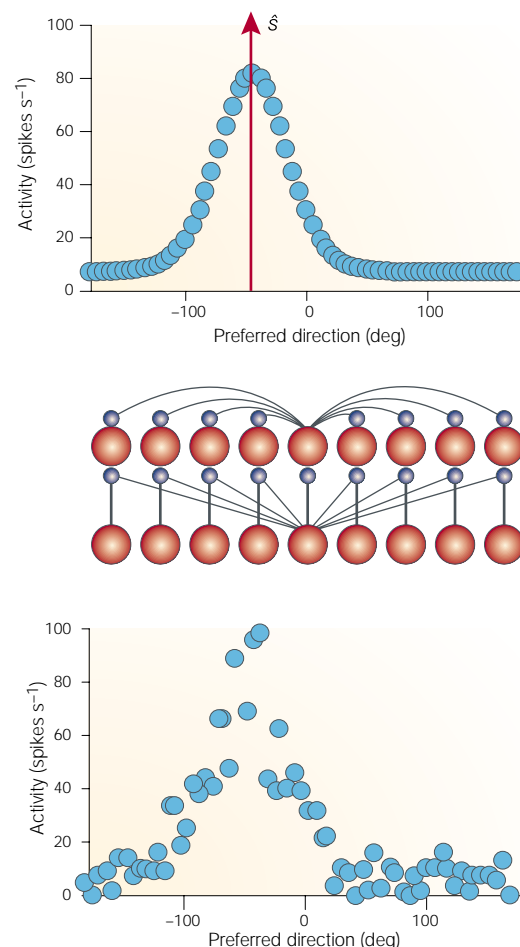 100
ŝ
80
Activity (spikes s⁻¹)
60
40
20
0
–100 0 100
Preferred direction (deg)
100
80
Activity (spikes s⁻¹)
60
40
20
0
–100 0 100
Preferred direction (deg)